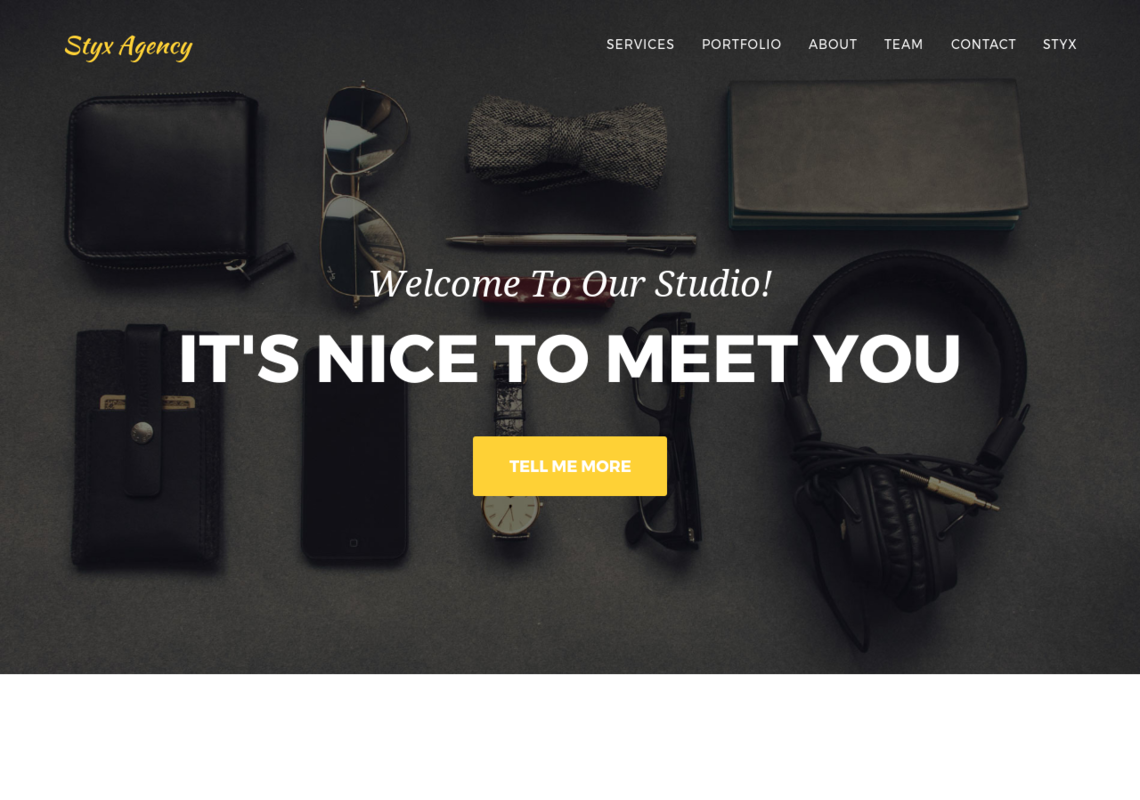 Styx Agency
SERVICES PORTFOLIO ABOUT TEAM CONTACT STYX
Welcome To Our Studio!
IT'S NICE TO MEET YOU
TELL ME MORE